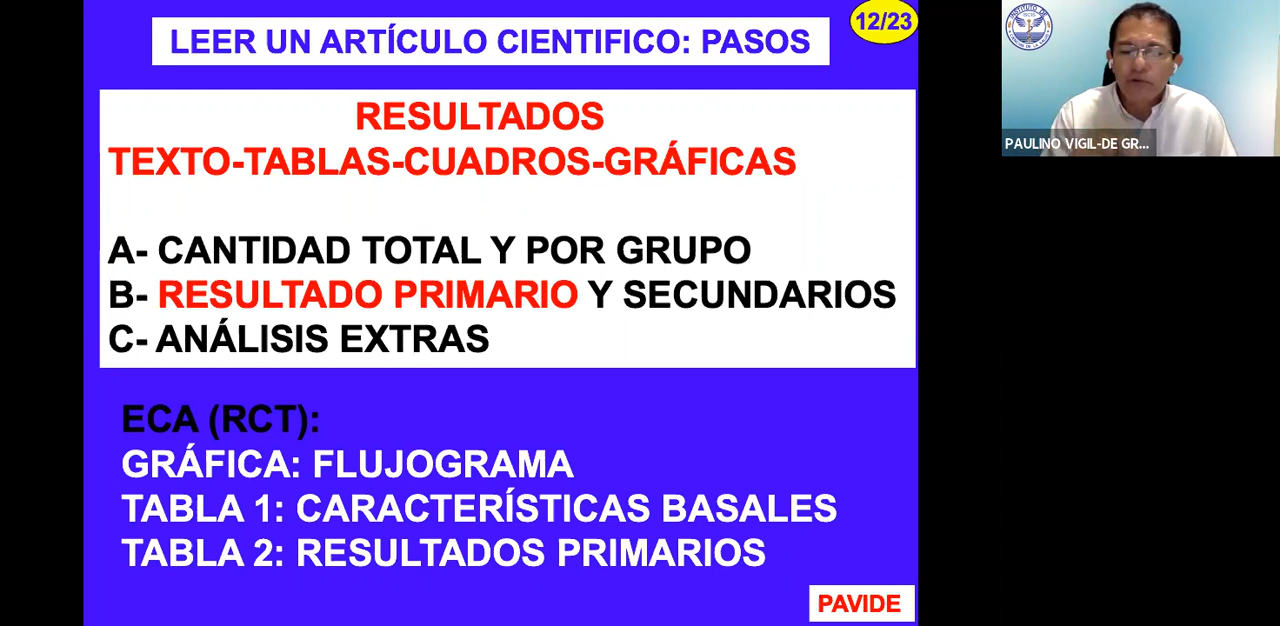 LEER UN ARTÍCULO CIENTIFICO: PASOS
12/23
RESULTADOS
TEXTO-TABLAS-CUADROS-GRÁFICAS
A- CANTIDAD TOTAL Y POR GRUPO
B- RESULTADO PRIMARIO Y SECUNDARIOS
C- ANÁLISIS EXTRAS
ECA (RCT):
GRÁFICA: FLUJOGRAMA
TABLA 1: CARACTERÍSTICAS BASALES
TABLA 2: RESULTADOS PRIMARIOS
PAVIDE
INSTITUTO DE
PAULINO VIGIL-DE GR...